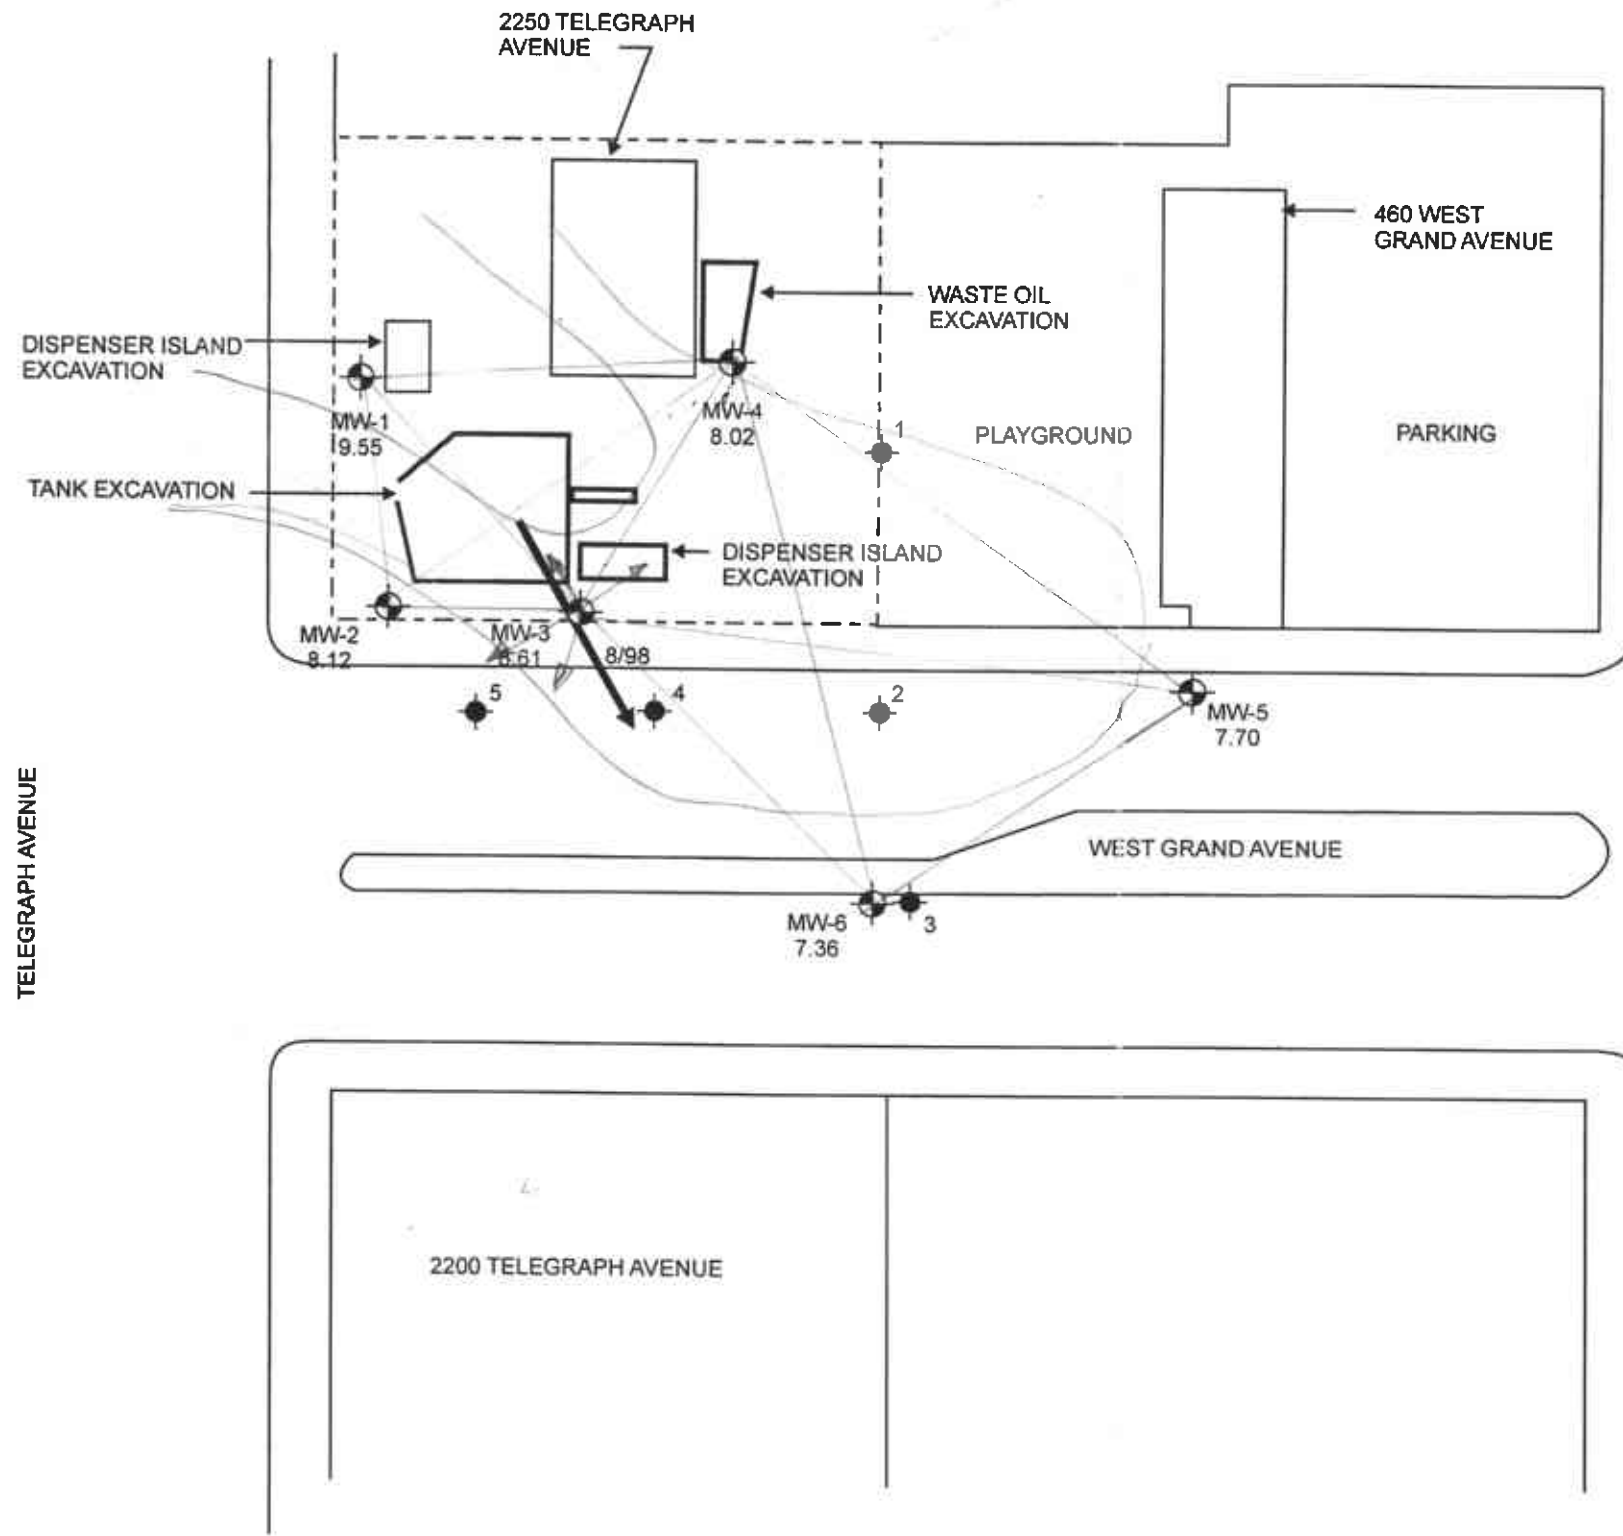 2250 TELEGRAPH
AVENUE
460 WEST
GRAND AVENUE
WASTE OIL
EXCAVATION
DISPENSER ISLAND
EXCAVATION
MW-1
9.55
MW-4
8.02
1
PLAYGROUND
PARKING
TANK EXCAVATION
DISPENSER ISLAND
EXCAVATION
MW-2
8.12
MW-3
8/98
5
4
2
MW-5
7.70
TELEGRAPH AVENUE
WEST GRAND AVENUE
MW-6
7.36
3
2200 TELEGRAPH AVENUE